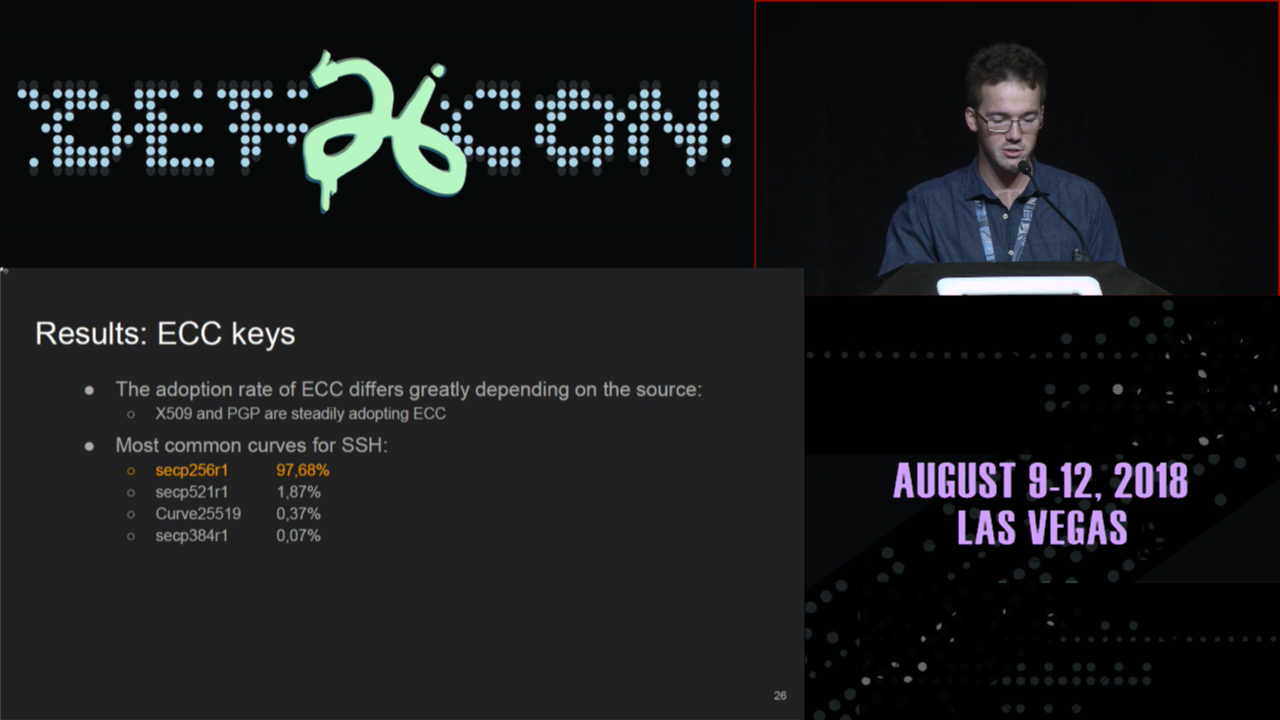 DEF CON
26
Results: ECC keys
● The adoption rate of ECC differs greatly depending on the source:
○ X509 and PGP are steadily adopting ECC
● Most common curves for SSH:
○ secp256r1 97,68%
○ secp521r1 1,87%
○ Curve25519 0,37%
○ secp384r1 0,07%
26
AUGUST 9-12, 2018
LAS VEGAS